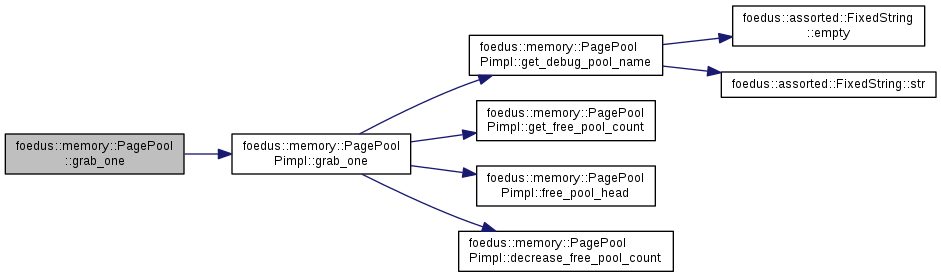 foedus::memory::PagePool
::grab_one
foedus::memory::PagePool
Pimpl::grab_one
foedus::memory::PagePool
Pimpl::get_debug_pool_name
foedus::assorted::FixedString
::empty
foedus::assorted::FixedString::str
foedus::memory::PagePool
Pimpl::get_free_pool_count
foedus::memory::PagePool
Pimpl::free_pool_head
foedus::memory::PagePool
Pimpl::decrease_free_pool_count